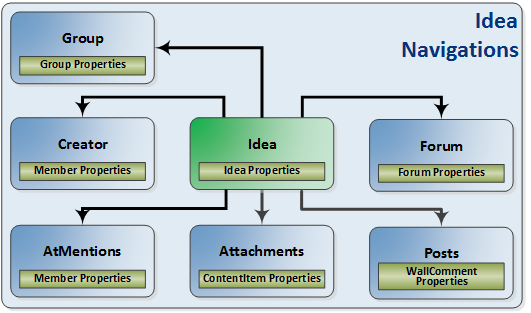 Idea
Navigations
Group
Group Properties
Creator
Member Properties
Idea
Idea Properties
Forum
Forum Properties
AtMentions
Member Properties
Attachments
ContentItem Properties
Posts
WallComment
Properties